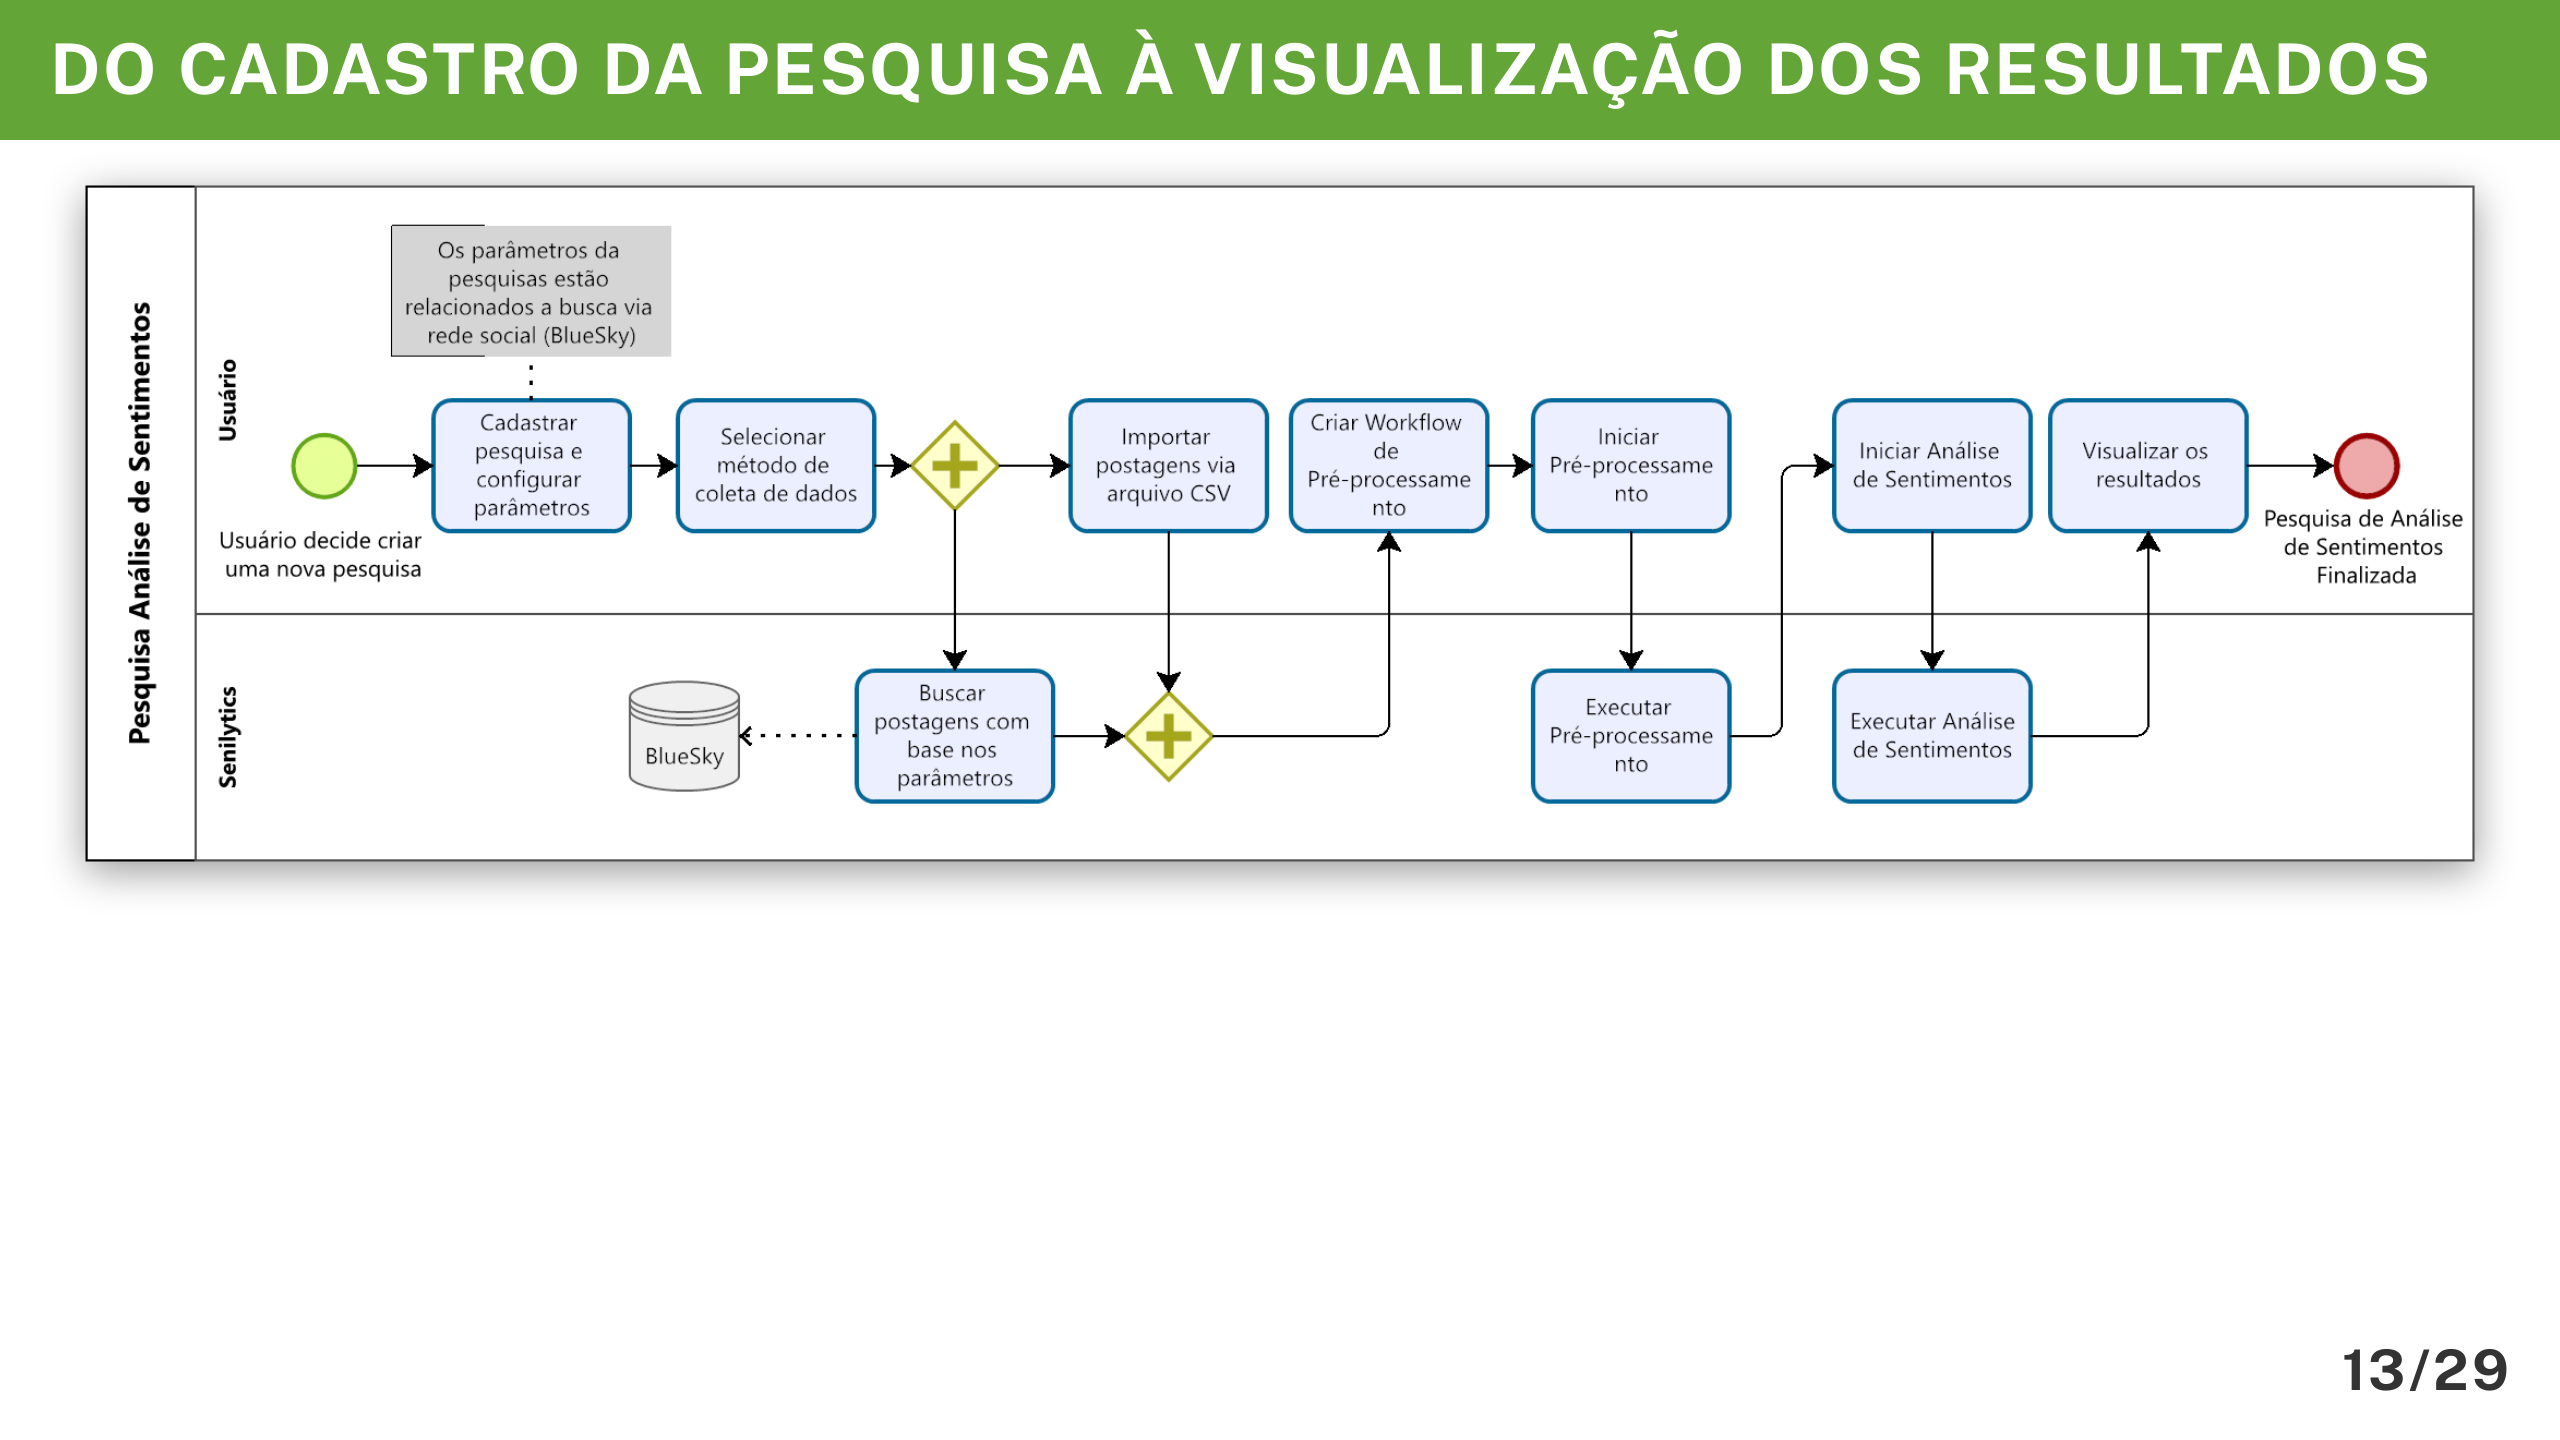 DO CADASTRO DA PESQUISA À VISUALIZAÇÃO DOS RESULTADOS
Pesquisa Análise de Sentimentos
Usuário
Os parâmetros da
pesquisas estão
relacionados a busca via
rede social (BlueSky)
Usuário decide criar
uma nova pesquisa
Cadastrar
pesquisa e
configurar
parâmetros
Selecionar
método de
coleta de dados
Importar
postagens via
arquivo CSV
Criar Workflow
de
Pré-processame
nto
Iniciar
Pré-processame
nto
Iniciar Análise
de Sentimentos
Visualizar os
resultados
Pesquisa de Análise
de Sentimentos
Finalizada
Senilytics
BlueSky
Buscar
postagens com
base nos
parâmetros
Executar
Pré-processame
nto
Executar Análise
de Sentimentos
13/29